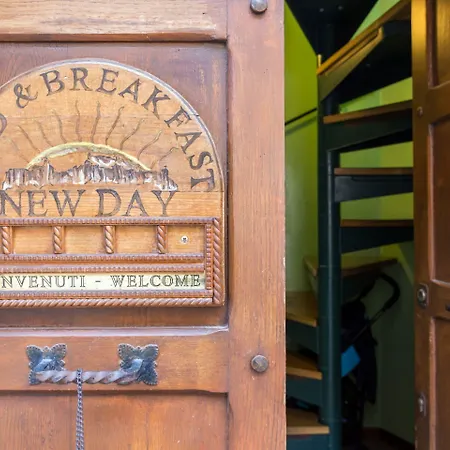 & BREAKFAST
NEW DAY
NVENUTI - WELCOME